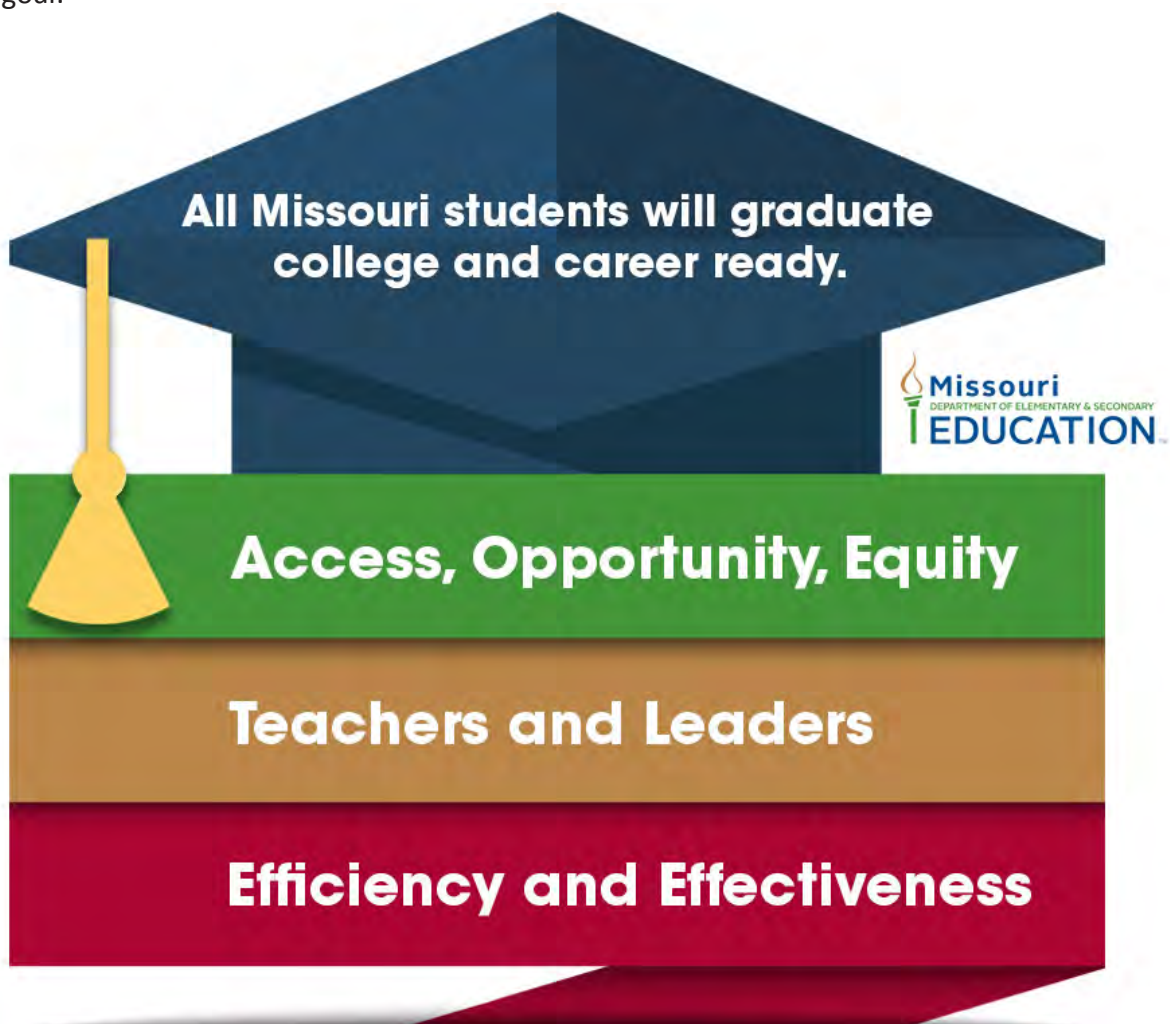 goal.
All Missouri students will graduate
college and career ready.
Missouri
DEPARTMENT OF ELEMENTARY & SECONDARY
EDUCATION
Access, Opportunity, Equity
Teachers and Leaders
Efficiency and Effectiveness